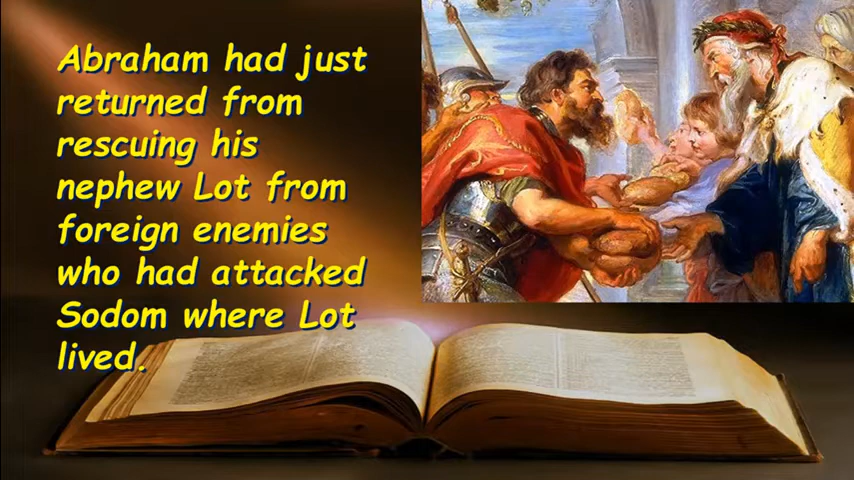 Abraham had just
returned from
rescuing his
nephew Lot from
foreign enemies
who had attacked
Sodom where Lot
lived.